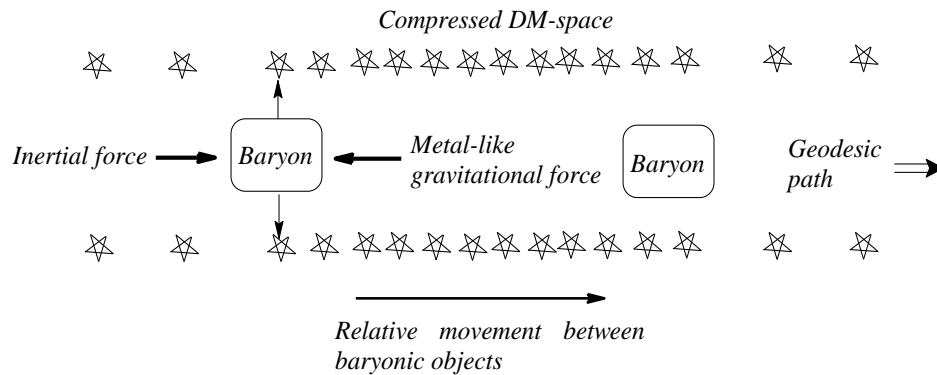 Compressed DM-space
Inertial force
Baryon
Metal-like
gravitational force
Baryon
Geodesic
path
Relative movement between
baryonic objects